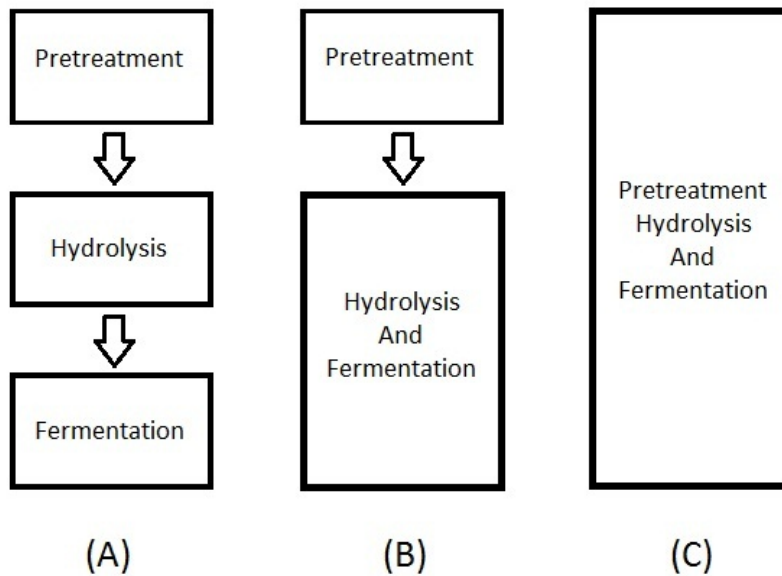 Pretreatment
Hydrolysis
Fermentation
(A)
Pretreatment
Hydrolysis
And
Fermentation
(B)
Pretreatment
Hydrolysis
And
Fermentation
(C)